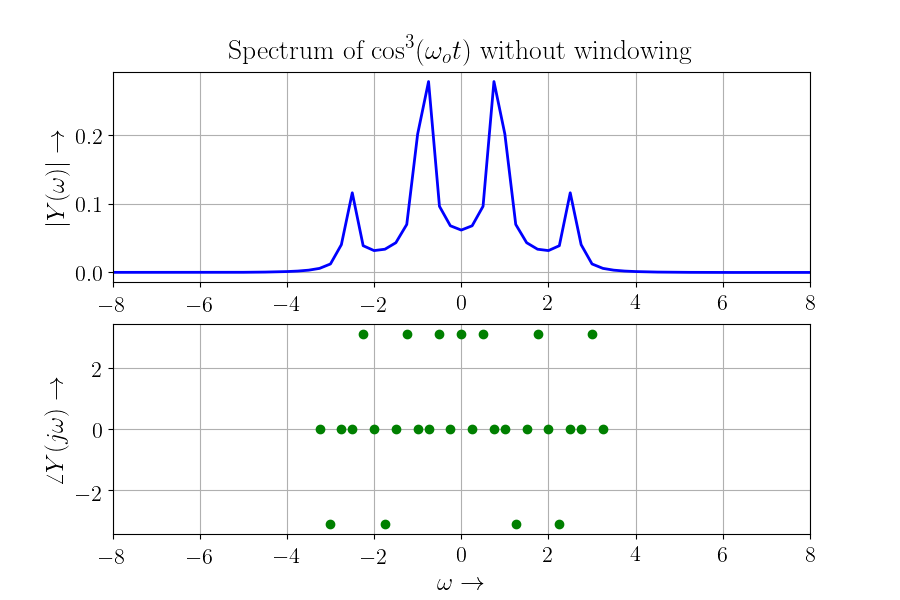 Spectrum of cos³(ωₒt) without windowing
|Y(ω)| →
0.2
0.1
0.0
−8 −6 −4 −2 0 2 4 6 8
∠Y(jω) →
2
0
−2
−8 −6 −4 −2 0 2 4 6 8
ω →